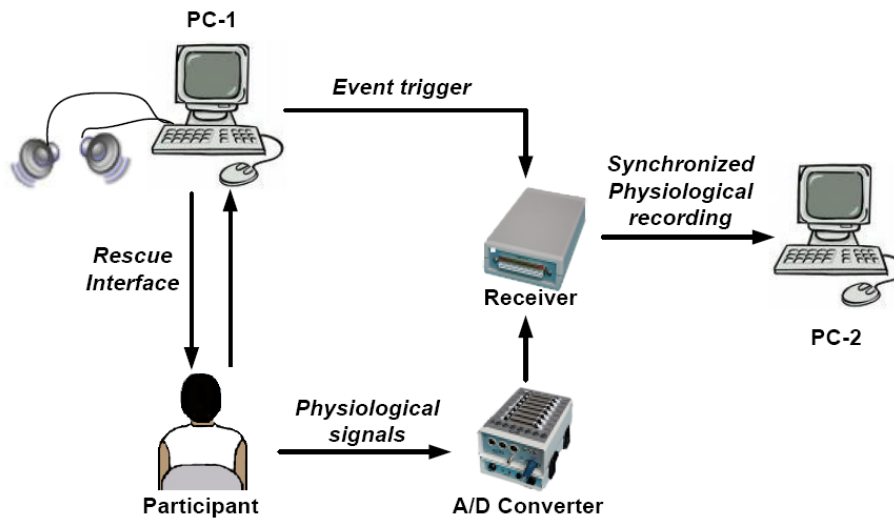 PC-1
Event trigger
Synchronized
Physiological
recording
Rescue
Interface
Receiver
PC-2
Physiological
signals
Participant
A/D Converter